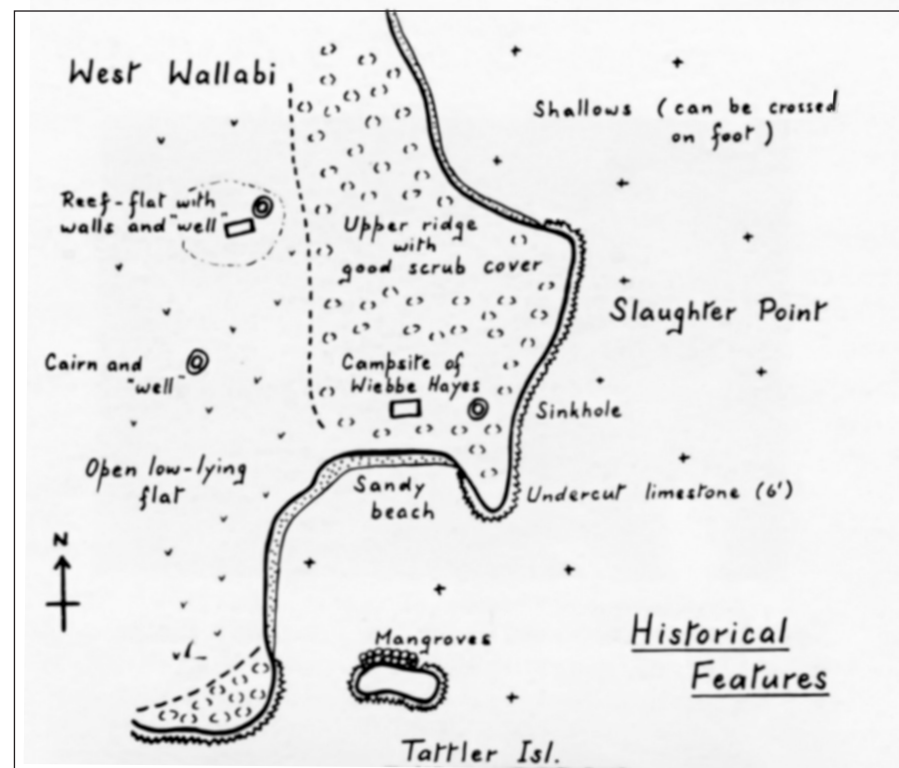 West Wallabi
Shallows (can be crossed
on foot)
Reef-flat with
walls and "well"
Upper ridge
with
good scrub cover
Slaughter Point
Cairn and
"well"
Campsite of
Wiebbe Hayes
Sinkhole
Open low-lying
flat
Sandy
beach
Undercut limestone (6')
N
Mangroves
Historical
Features
Tattler Isl.